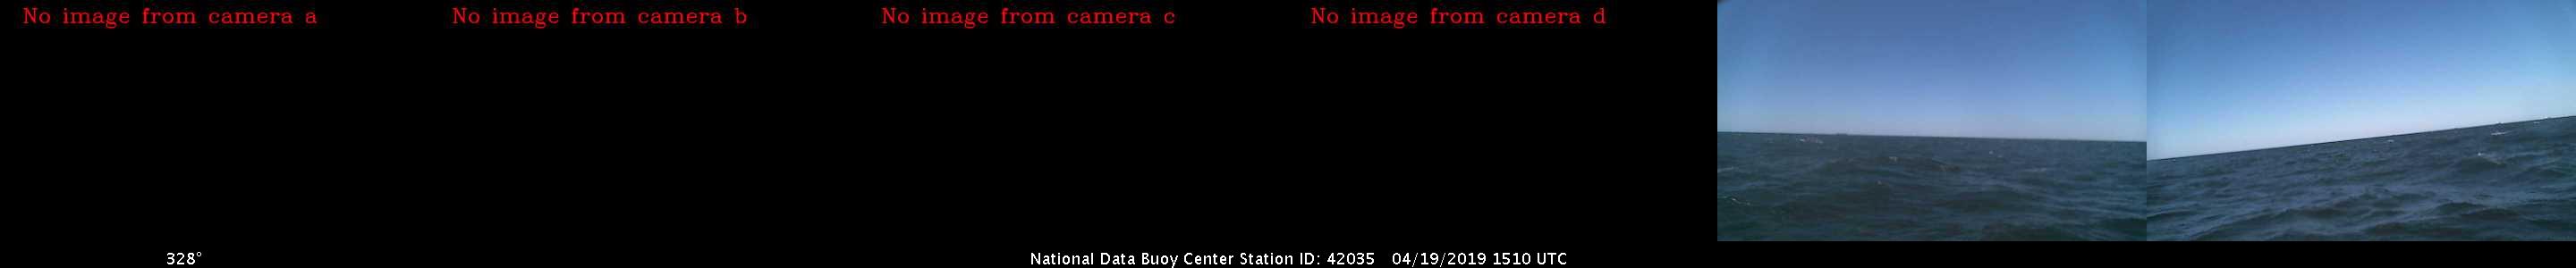 No image from camera a
No image from camera b
No image from camera c
No image from camera d
328°
National Data Buoy Center Station ID: 42035 04/19/2019 1510 UTC